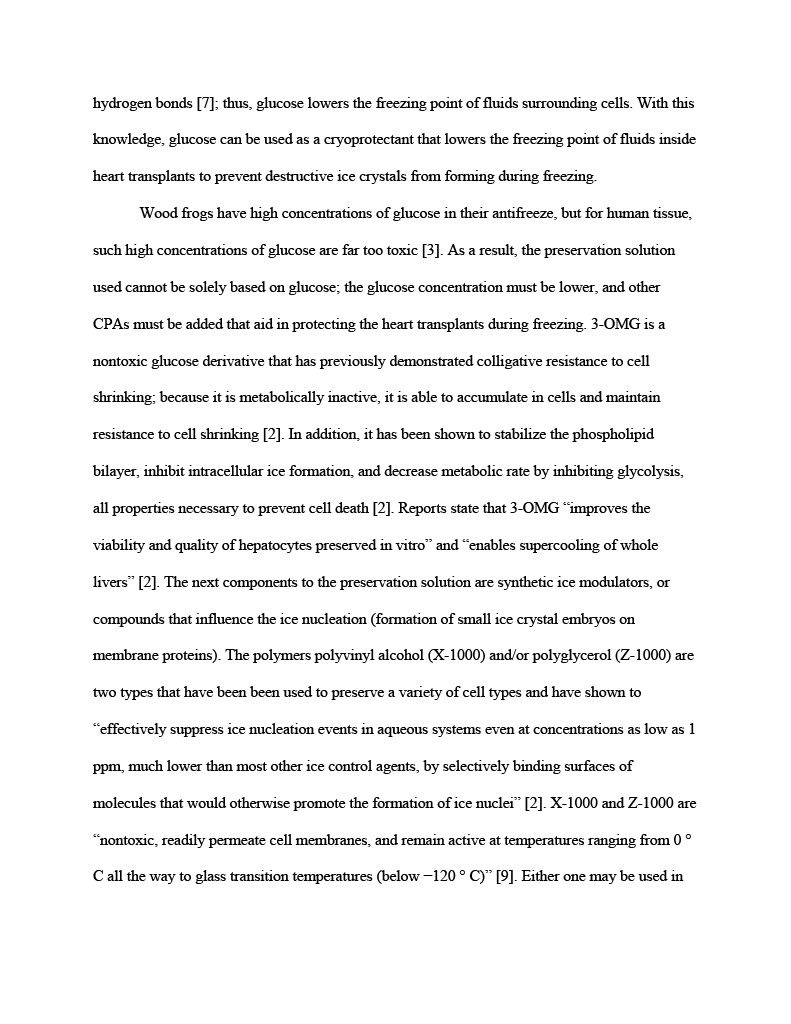 hydrogen bonds [7]; thus, glucose lowers the freezing point of fluids surrounding cells. With this
knowledge, glucose can be used as a cryoprotectant that lowers the freezing point of fluids inside
heart transplants to prevent destructive ice crystals from forming during freezing.
Wood frogs have high concentrations of glucose in their antifreeze, but for human tissue,
such high concentrations of glucose are far too toxic [3]. As a result, the preservation solution
used cannot be solely based on glucose; the glucose concentration must be lower, and other
CPAs must be added that aid in protecting the heart transplants during freezing. 3-OMG is a
nontoxic glucose derivative that has previously demonstrated colligative resistance to cell
shrinking; because it is metabolically inactive, it is able to accumulate in cells and maintain
resistance to cell shrinking [2]. In addition, it has been shown to stabilize the phospholipid
bilayer, inhibit intracellular ice formation, and decrease metabolic rate by inhibiting glycolysis,
all properties necessary to prevent cell death [2]. Reports state that 3-OMG “improves the
viability and quality of hepatocytes preserved in vitro” and “enables supercooling of whole
livers” [2]. The next components to the preservation solution are synthetic ice modulators, or
compounds that influence the ice nucleation (formation of small ice crystal embryos on
membrane proteins). The polymers polyvinyl alcohol (X-1000) and/or polyglycerol (Z-1000) are
two types that have been been used to preserve a variety of cell types and have shown to
“effectively suppress ice nucleation events in aqueous systems even at concentrations as low as 1
ppm, much lower than most other ice control agents, by selectively binding surfaces of
molecules that would otherwise promote the formation of ice nuclei” [2]. X-1000 and Z-1000 are
“nontoxic, readily permeate cell membranes, and remain active at temperatures ranging from 0 °
C all the way to glass transition temperatures (below −120 ° C)” [9]. Either one may be used in